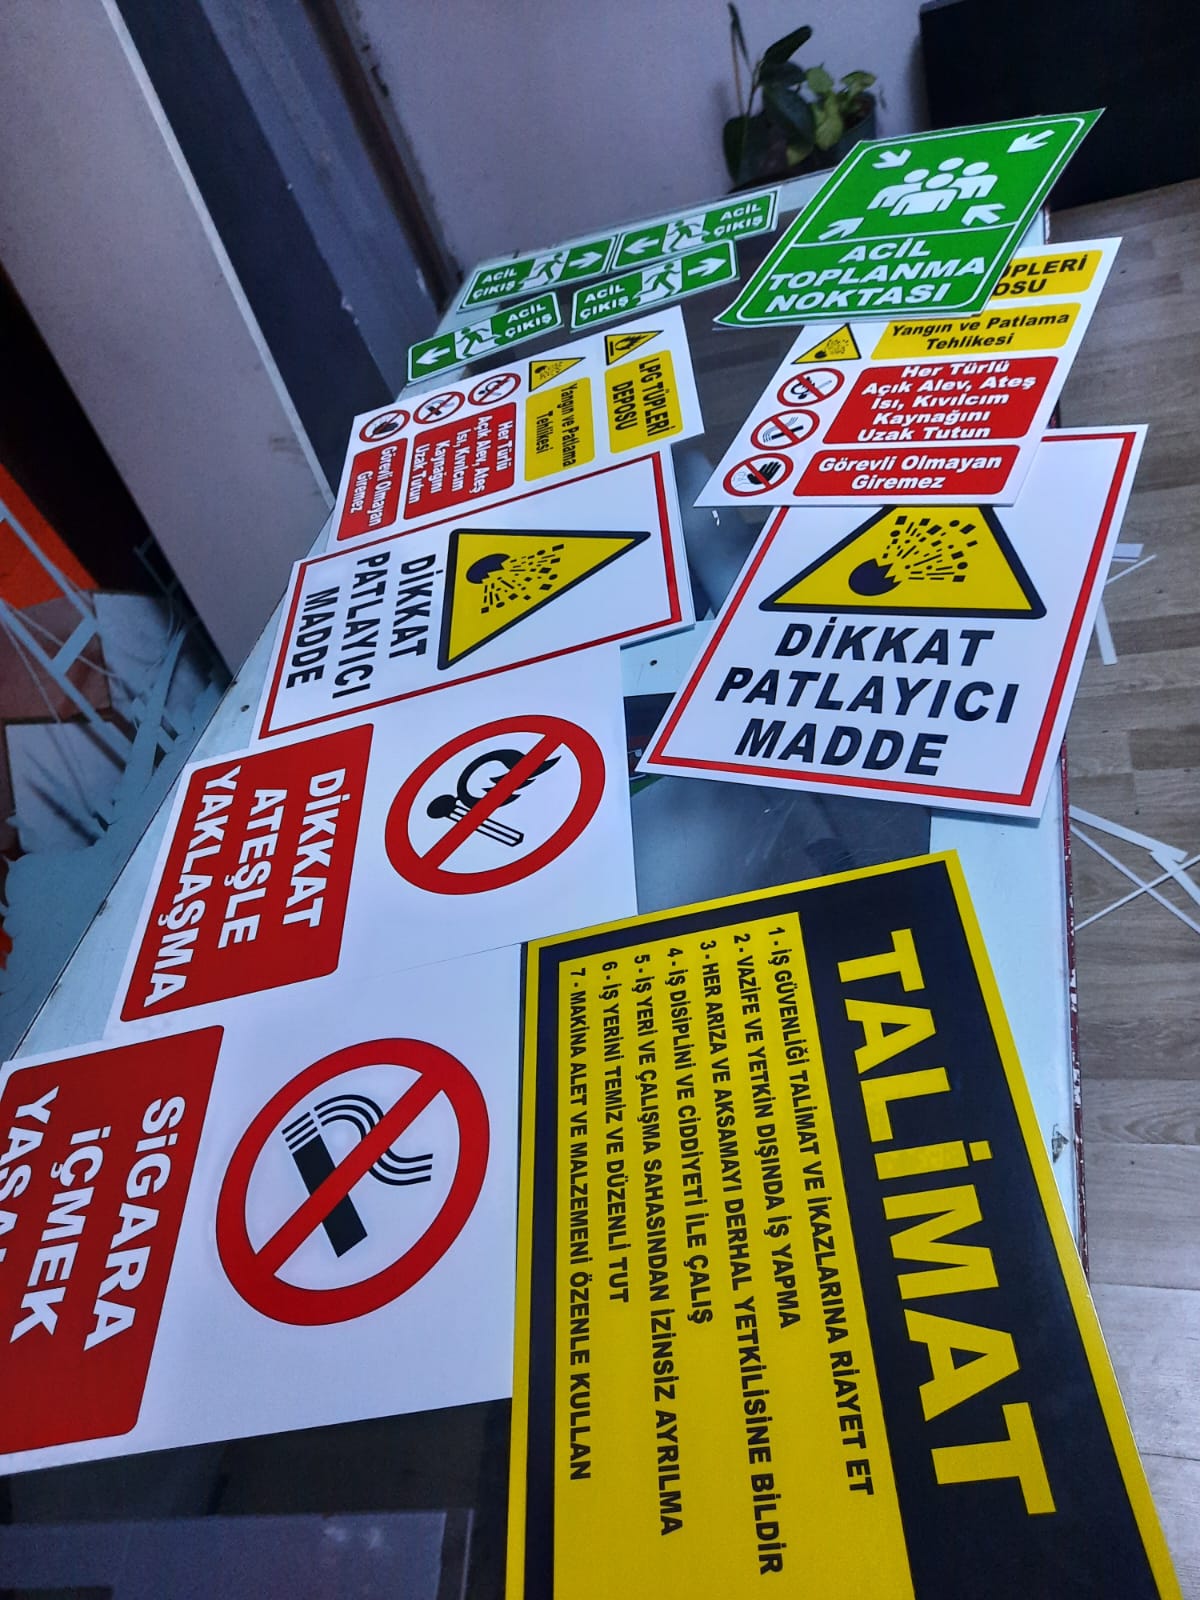 ACİL
ÇIKIŞ
ACİL
ÇIKIŞ
ACİL
ÇIKIŞ
ACİL
ÇIKIŞ
ACİL
TOPLANMA
NOKTASI
ÜPLERİ
OSU
Yangın ve Patlama
Tehlikesi
Her Türlü
Açık Alev, Ateş
Isı, Kıvılcım
Kaynağını
Uzak Tutun
Görevli Olmayan
Giremez
LPG TÜPLERİ
DEPOSU
Yangın ve Patlama
Tehlikesi
Her Türlü
Açık Alev, Ateş
Isı, Kıvılcım
Kaynağını
Uzak Tutun
Görevli Olmayan
Giremez
DİKKAT
PATLAYICI
MADDE
DİKKAT
PATLAYICI
MADDE
DİKKAT
ATEŞLE
YAKLAŞMA
SİGARA
İÇMEK
TALİMAT
1 - İŞ GÜVENLİĞİ TALİMAT VE İKAZLARINA RİAYET ET
2 - VAZİFE VE YETKİN DIŞINDA İŞ YAPMA
3 - HER ARIZA VE AKSAMAYI DERHAL YETKİLİSİNE BİLDİR
4 - İŞ DİSİPLİNİ VE CİDDİYETİ İLE ÇALIŞ
5 - İŞ YERİ VE ÇALIŞMA SAHASINDAN İZİNSİZ AYRILMA
6 - İŞ YERİNİ TEMİZ VE DÜZENLİ TUT
7 - MAKİNA ALET VE MALZEMENİ ÖZENLE KULLAN